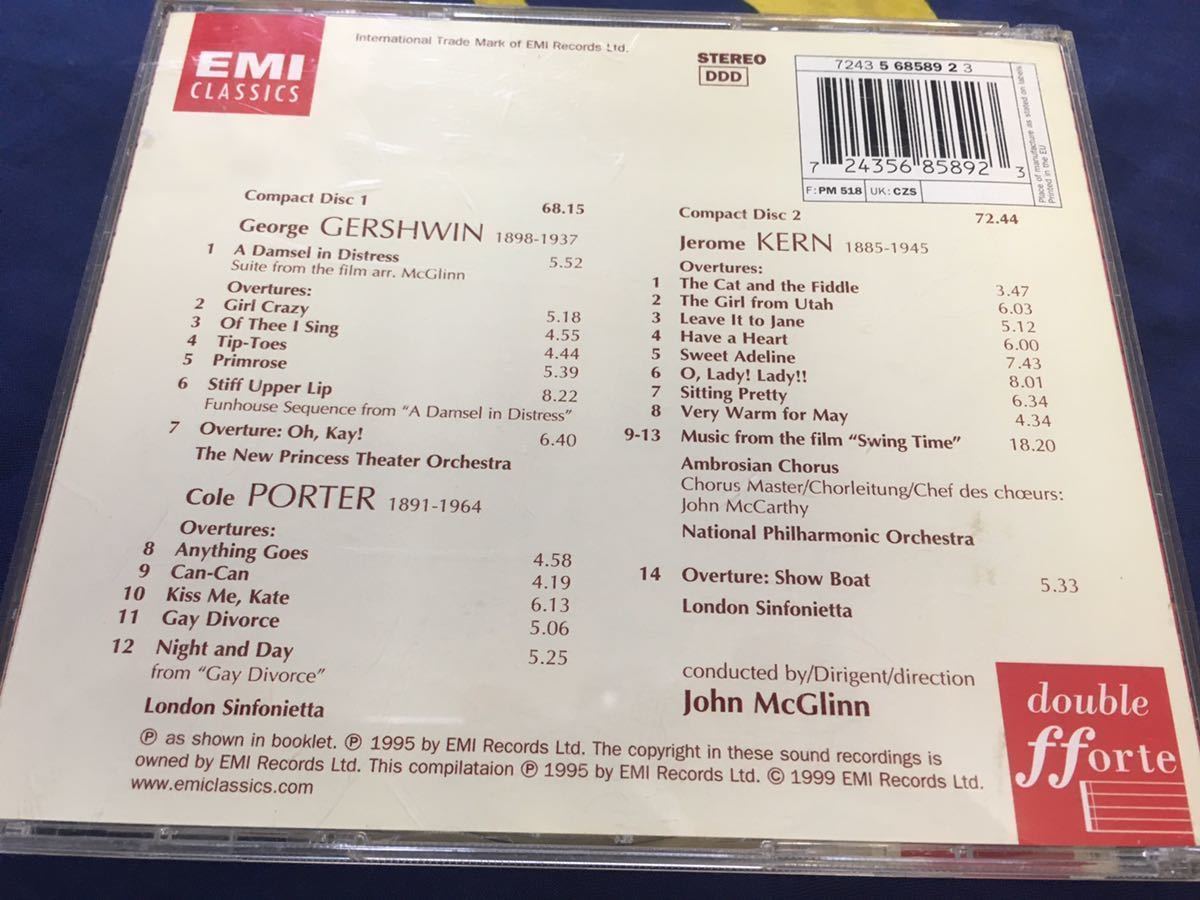 EMI
CLASSICS
International Trade Mark of EMI Records Ltd.
STEREO
DDD
7243 5 68589 2 3
7 24356 85892 3
F: PM 518 UK: CZS
Place of manufacture as stated on labels
Printed in the EU
Compact Disc 1 68.15
George GERSHWIN 1898-1937
1 A Damsel in Distress 5.52
Suite from the film arr. McGlinn
Overtures:
2 Girl Crazy 5.18
3 Of Thee I Sing 4.55
4 Tip-Toes 4.44
5 Primrose 5.39
6 Stiff Upper Lip 8.22
Funhouse Sequence from "A Damsel in Distress"
7 Overture: Oh, Kay! 6.40
The New Princess Theater Orchestra
Cole PORTER 1891-1964
Overtures:
8 Anything Goes 4.58
9 Can-Can 4.19
10 Kiss Me, Kate 6.13
11 Gay Divorce 5.06
12 Night and Day 5.25
from "Gay Divorce"
London Sinfonietta
Compact Disc 2 72.44
Jerome KERN 1885-1945
Overtures:
1 The Cat and the Fiddle 3.47
2 The Girl from Utah 6.03
3 Leave It to Jane 5.12
4 Have a Heart 6.00
5 Sweet Adeline 7.43
6 O, Lady! Lady!! 8.01
7 Sitting Pretty 6.34
8 Very Warm for May 4.34
9-13 Music from the film "Swing Time" 18.20
Ambrosian Chorus
Chorus Master/Chorleitung/Chef des chœurs:
John McCarthy
National Philharmonic Orchestra
14 Overture: Show Boat 5.33
London Sinfonietta
conducted by/Dirigent/direction
John McGlinn
℗ as shown in booklet. ℗ 1995 by EMI Records Ltd. The copyright in these sound recordings is
owned by EMI Records Ltd. This compilataion ℗ 1995 by EMI Records Ltd. © 1999 EMI Records Ltd.
www.emiclassics.com
double
fforte